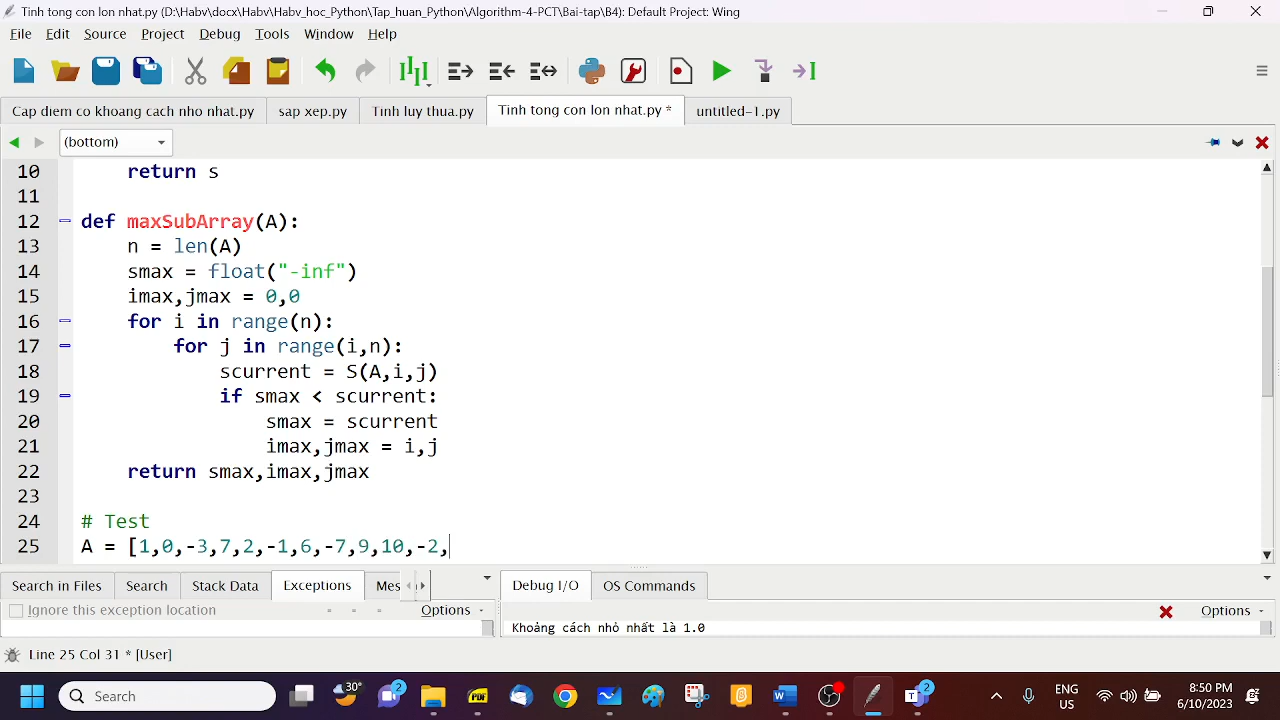 Tinh tong con lon nhat.py (D:\Habv\docx\Habv\Habv_hoc_Python\Tap_huan_Python\Algorithm-4-PCT\Bai-tap\B4): Default Project: Wing
File Edit Source Project Debug Tools Window Help
Cap diem co khoang cach nho nhat.py sap xep.py Tinh luy thua.py Tinh tong con lon nhat.py * untitled-1.py
(bottom)
10 return s
11
12 def maxSubArray(A):
13 n = len(A)
14 smax = float("-inf")
15 imax,jmax = 0,0
16 for i in range(n):
17 for j in range(i,n):
18 scurrent = S(A,i,j)
19 if smax < scurrent:
20 smax = scurrent
21 imax,jmax = i,j
22 return smax,imax,jmax
23
24 # Test
25 A = [1,0,-3,7,2,-1,6,-7,9,10,-2,
Search in Files Search Stack Data Exceptions Mes Debug I/O OS Commands
Ignore this exception location Options Options
Khoảng cách nhỏ nhất là 1.0
Line 25 Col 31 * [User]
Search 30° 2 PDF 2 ENG US 8:50 PM 6/10/2023